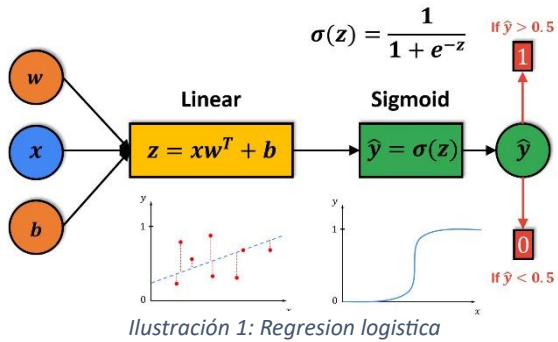 σ(z) = 1 / (1 + e^{-z})
If ŷ > 0.5
1
w
Linear
Sigmoid
x
z = xw^T + b
ŷ = σ(z)
ŷ
b
y
1
0
x
y
1
0
x
0
If ŷ < 0.5
Ilustración 1: Regresion logistica